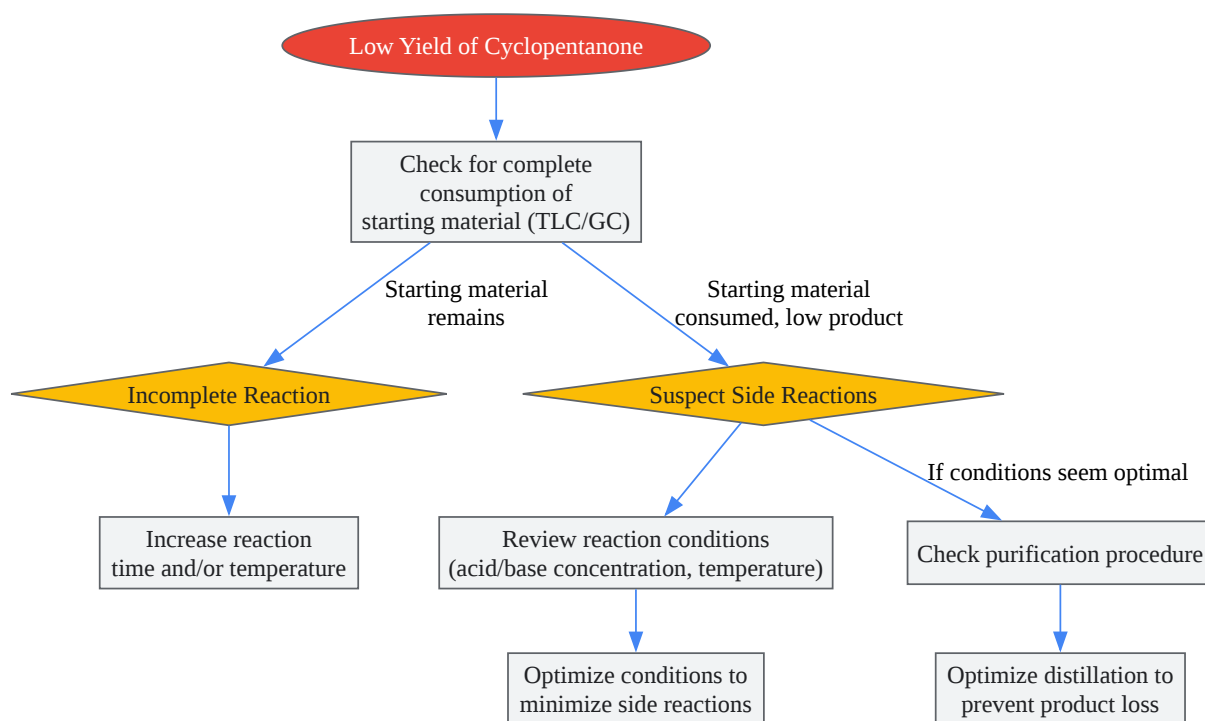 Low Yield of Cyclopentanone
Check for complete
consumption of
starting material (TLC/GC)
Starting material
remains
Starting material
consumed, low product
Incomplete Reaction
Suspect Side Reactions
If conditions seem optimal
Increase reaction
time and/or temperature
Review reaction conditions
(acid/base concentration, temperature)
Check purification procedure
Optimize conditions to
minimize side reactions
Optimize distillation to
prevent product loss